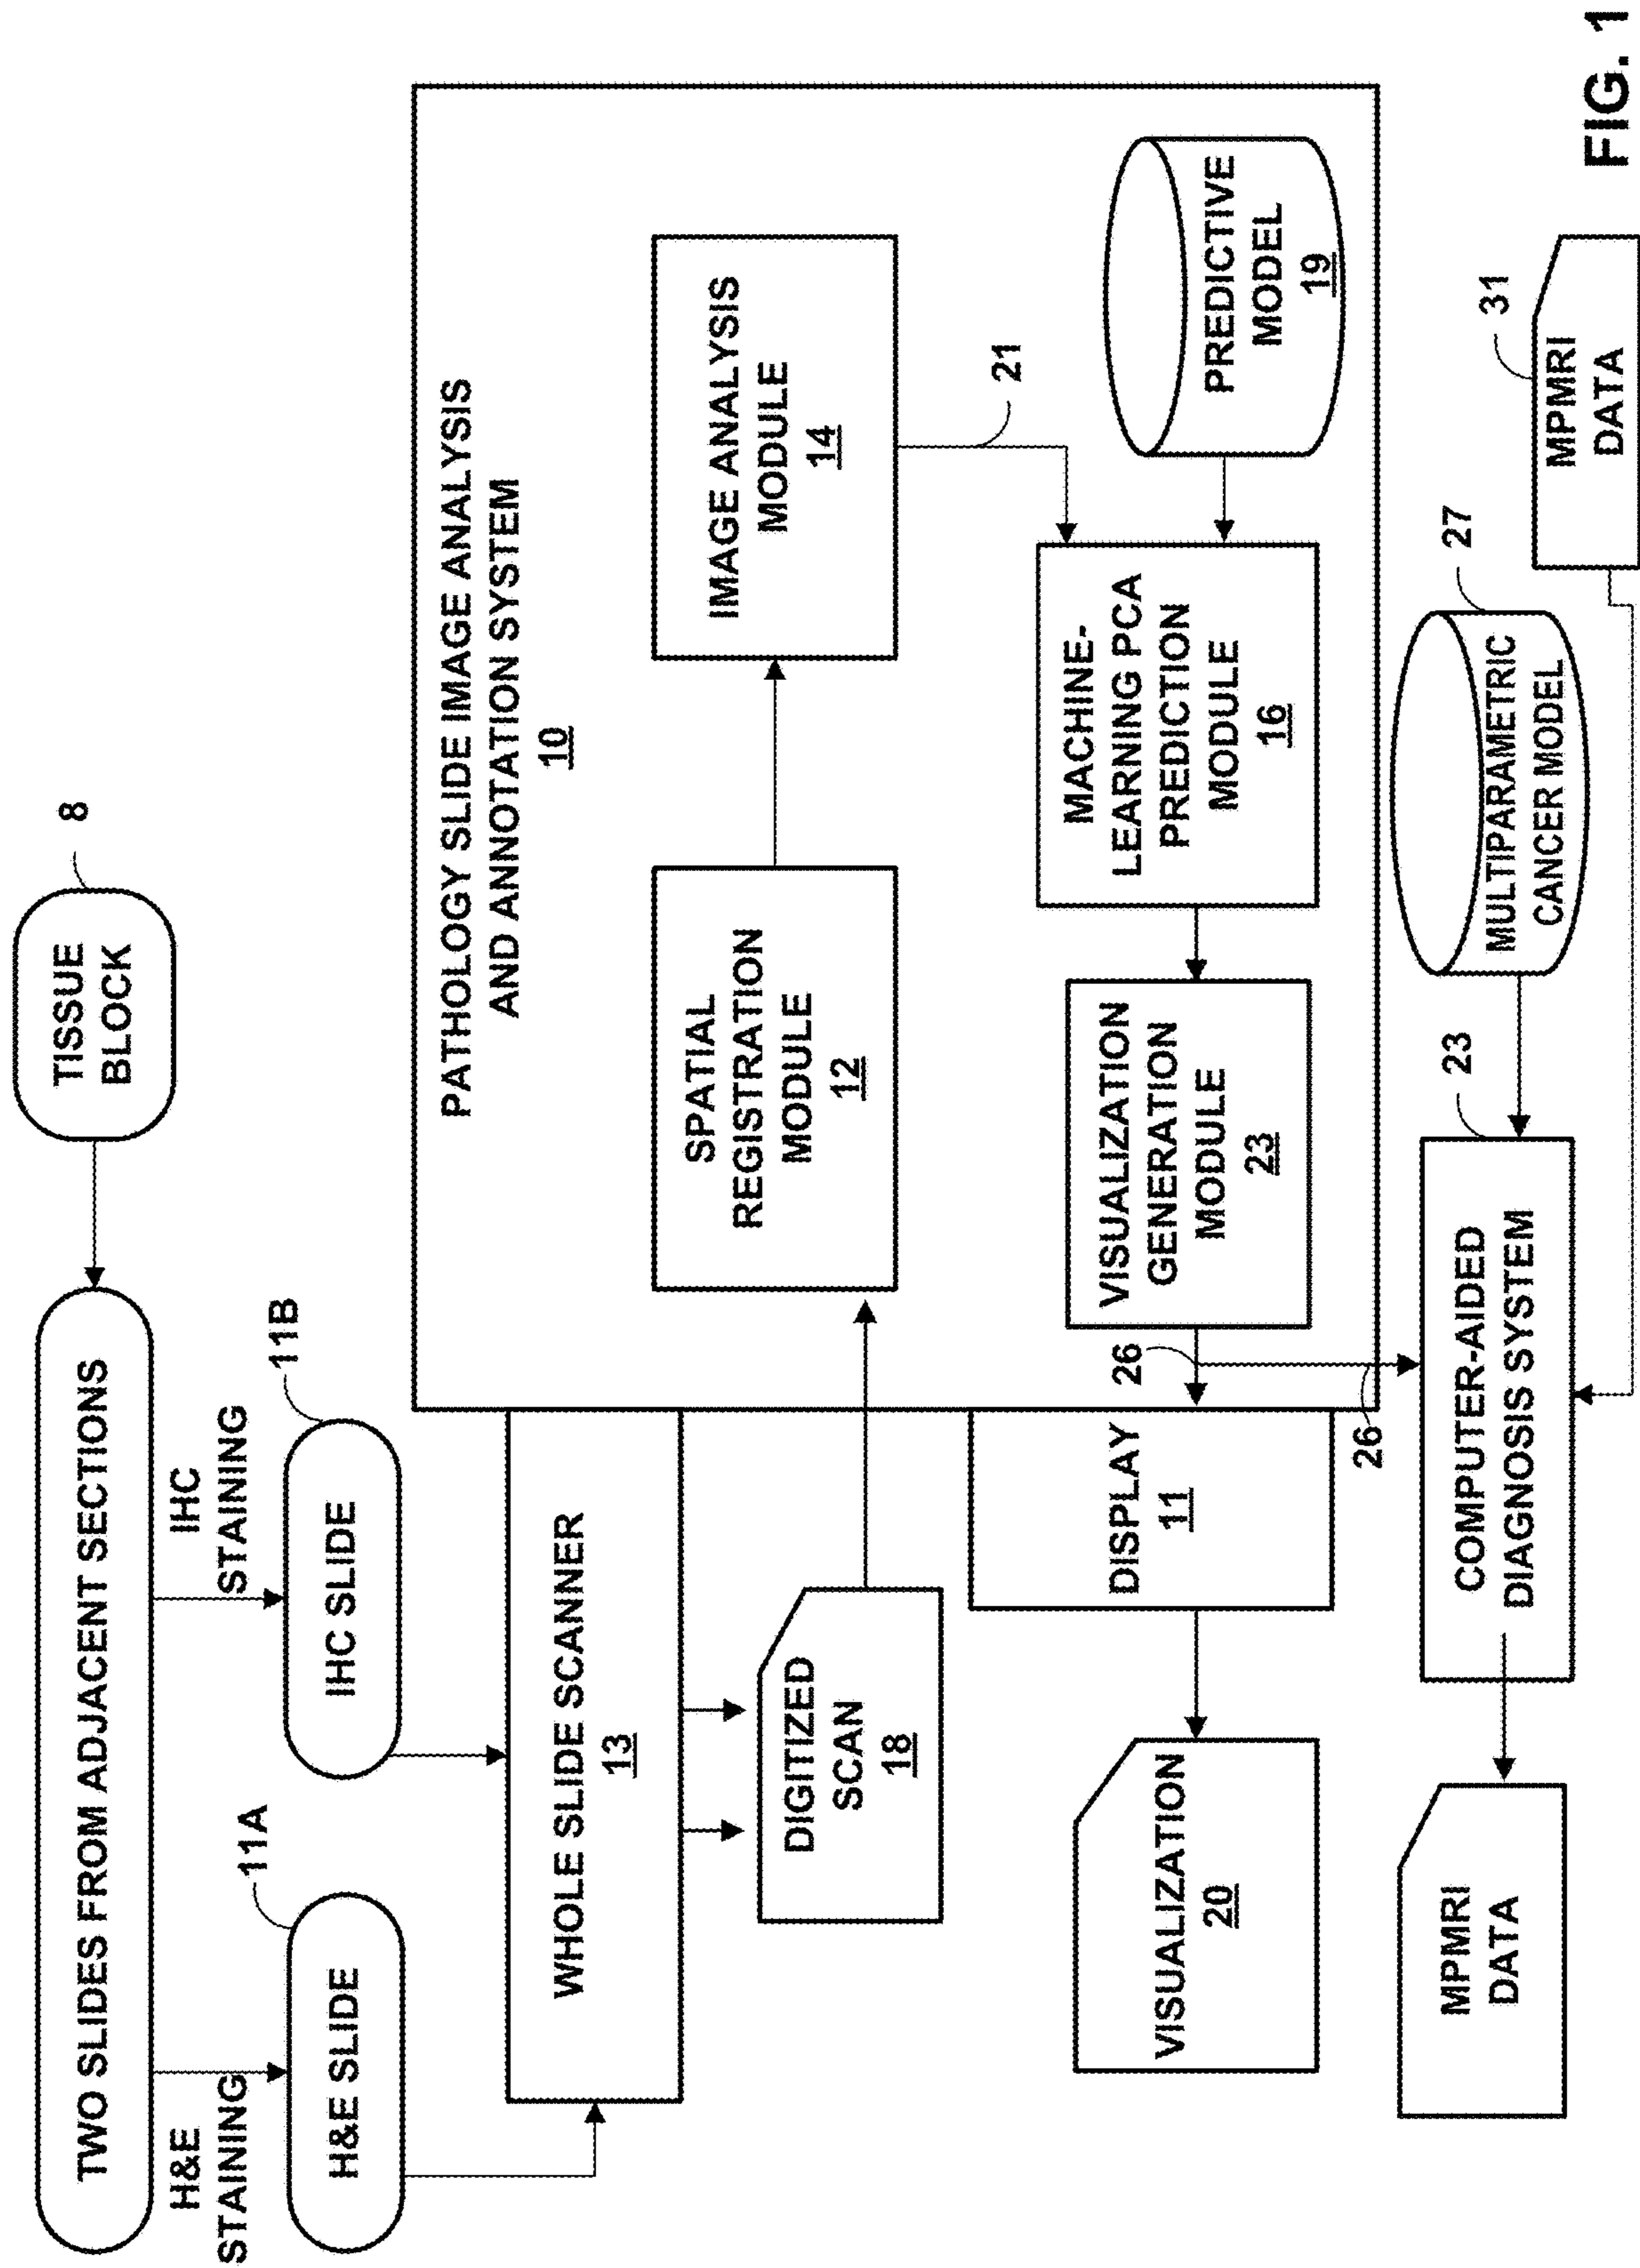 TISSUE
BLOCK
8
TWO SLIDES FROM ADJACENT SECTIONS
H&E
STAINING
IHC
STAINING
H&E SLIDE
11A
IHC SLIDE
11B
WHOLE SLIDE SCANNER
13
DIGITIZED
SCAN
18
PATHOLOGY SLIDE IMAGE ANALYSIS
AND ANNOTATION SYSTEM
10
SPATIAL
REGISTRATION
MODULE
12
IMAGE ANALYSIS
MODULE
14
21
MACHINE-
LEARNING PCA
PREDICTION
MODULE
16
PREDICTIVE
MODEL
19
VISUALIZATION
GENERATION
MODULE
23
26
DISPLAY
11
VISUALIZATION
20
26
COMPUTER-AIDED
DIAGNOSIS SYSTEM
23
MULTIPARAMETRIC
CANCER MODEL
27
MPMRI
DATA
31
MPMRI
DATA
FIG. 1